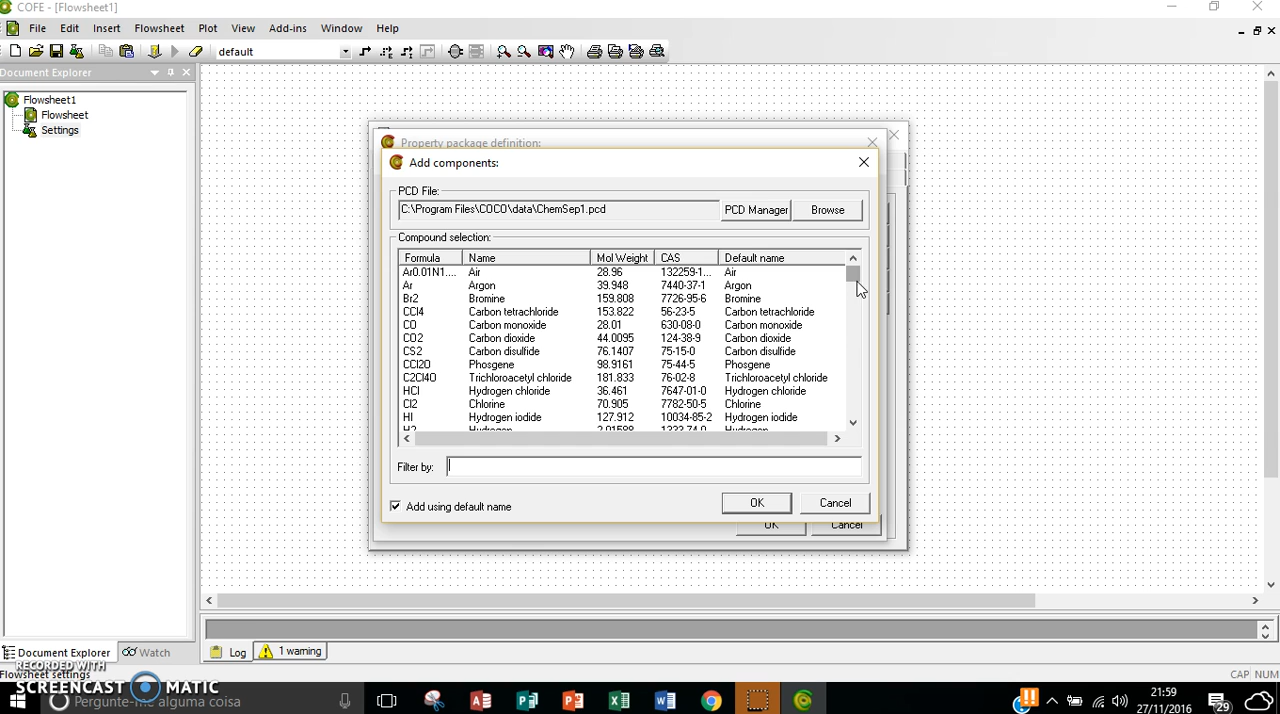 COFE - [Flowsheet1]
File Edit Insert Flowsheet Plot View Add-ins Window Help
default
Document Explorer
Flowsheet1
Flowsheet
Settings
Property package definition:
Add components:
PCD File:
C:\Program Files\COCO\data\ChemSep1.pcd PCD Manager Browse
Compound selection:
Formula Name Mol Weight CAS Default name
Ar0.01N1.... Air 28.96 132259-1... Air
Ar Argon 39.948 7440-37-1 Argon
Br2 Bromine 159.808 7726-95-6 Bromine
CCl4 Carbon tetrachloride 153.822 56-23-5 Carbon tetrachloride
CO Carbon monoxide 28.01 630-08-0 Carbon monoxide
CO2 Carbon dioxide 44.0095 124-38-9 Carbon dioxide
CS2 Carbon disulfide 76.1407 75-15-0 Carbon disulfide
CCl2O Phosgene 98.9161 75-44-5 Phosgene
C2Cl4O Trichloroacetyl chloride 181.833 76-02-8 Trichloroacetyl chloride
HCl Hydrogen chloride 36.461 7647-01-0 Hydrogen chloride
Cl2 Chlorine 70.905 7782-50-5 Chlorine
HI Hydrogen iodide 127.912 10034-85-2 Hydrogen iodide
H2 Hydrogen 2.01588 1333-74-0 Hydrogen
Filter by:
Add using default name OK Cancel
OK Cancel
Document Explorer Watch Log 1 warning
RECORDED WITH
Flowsheet settings CAP NUM
SCREENCAST MATIC
Pergunte-me alguma coisa
21:59
27/11/2016
29